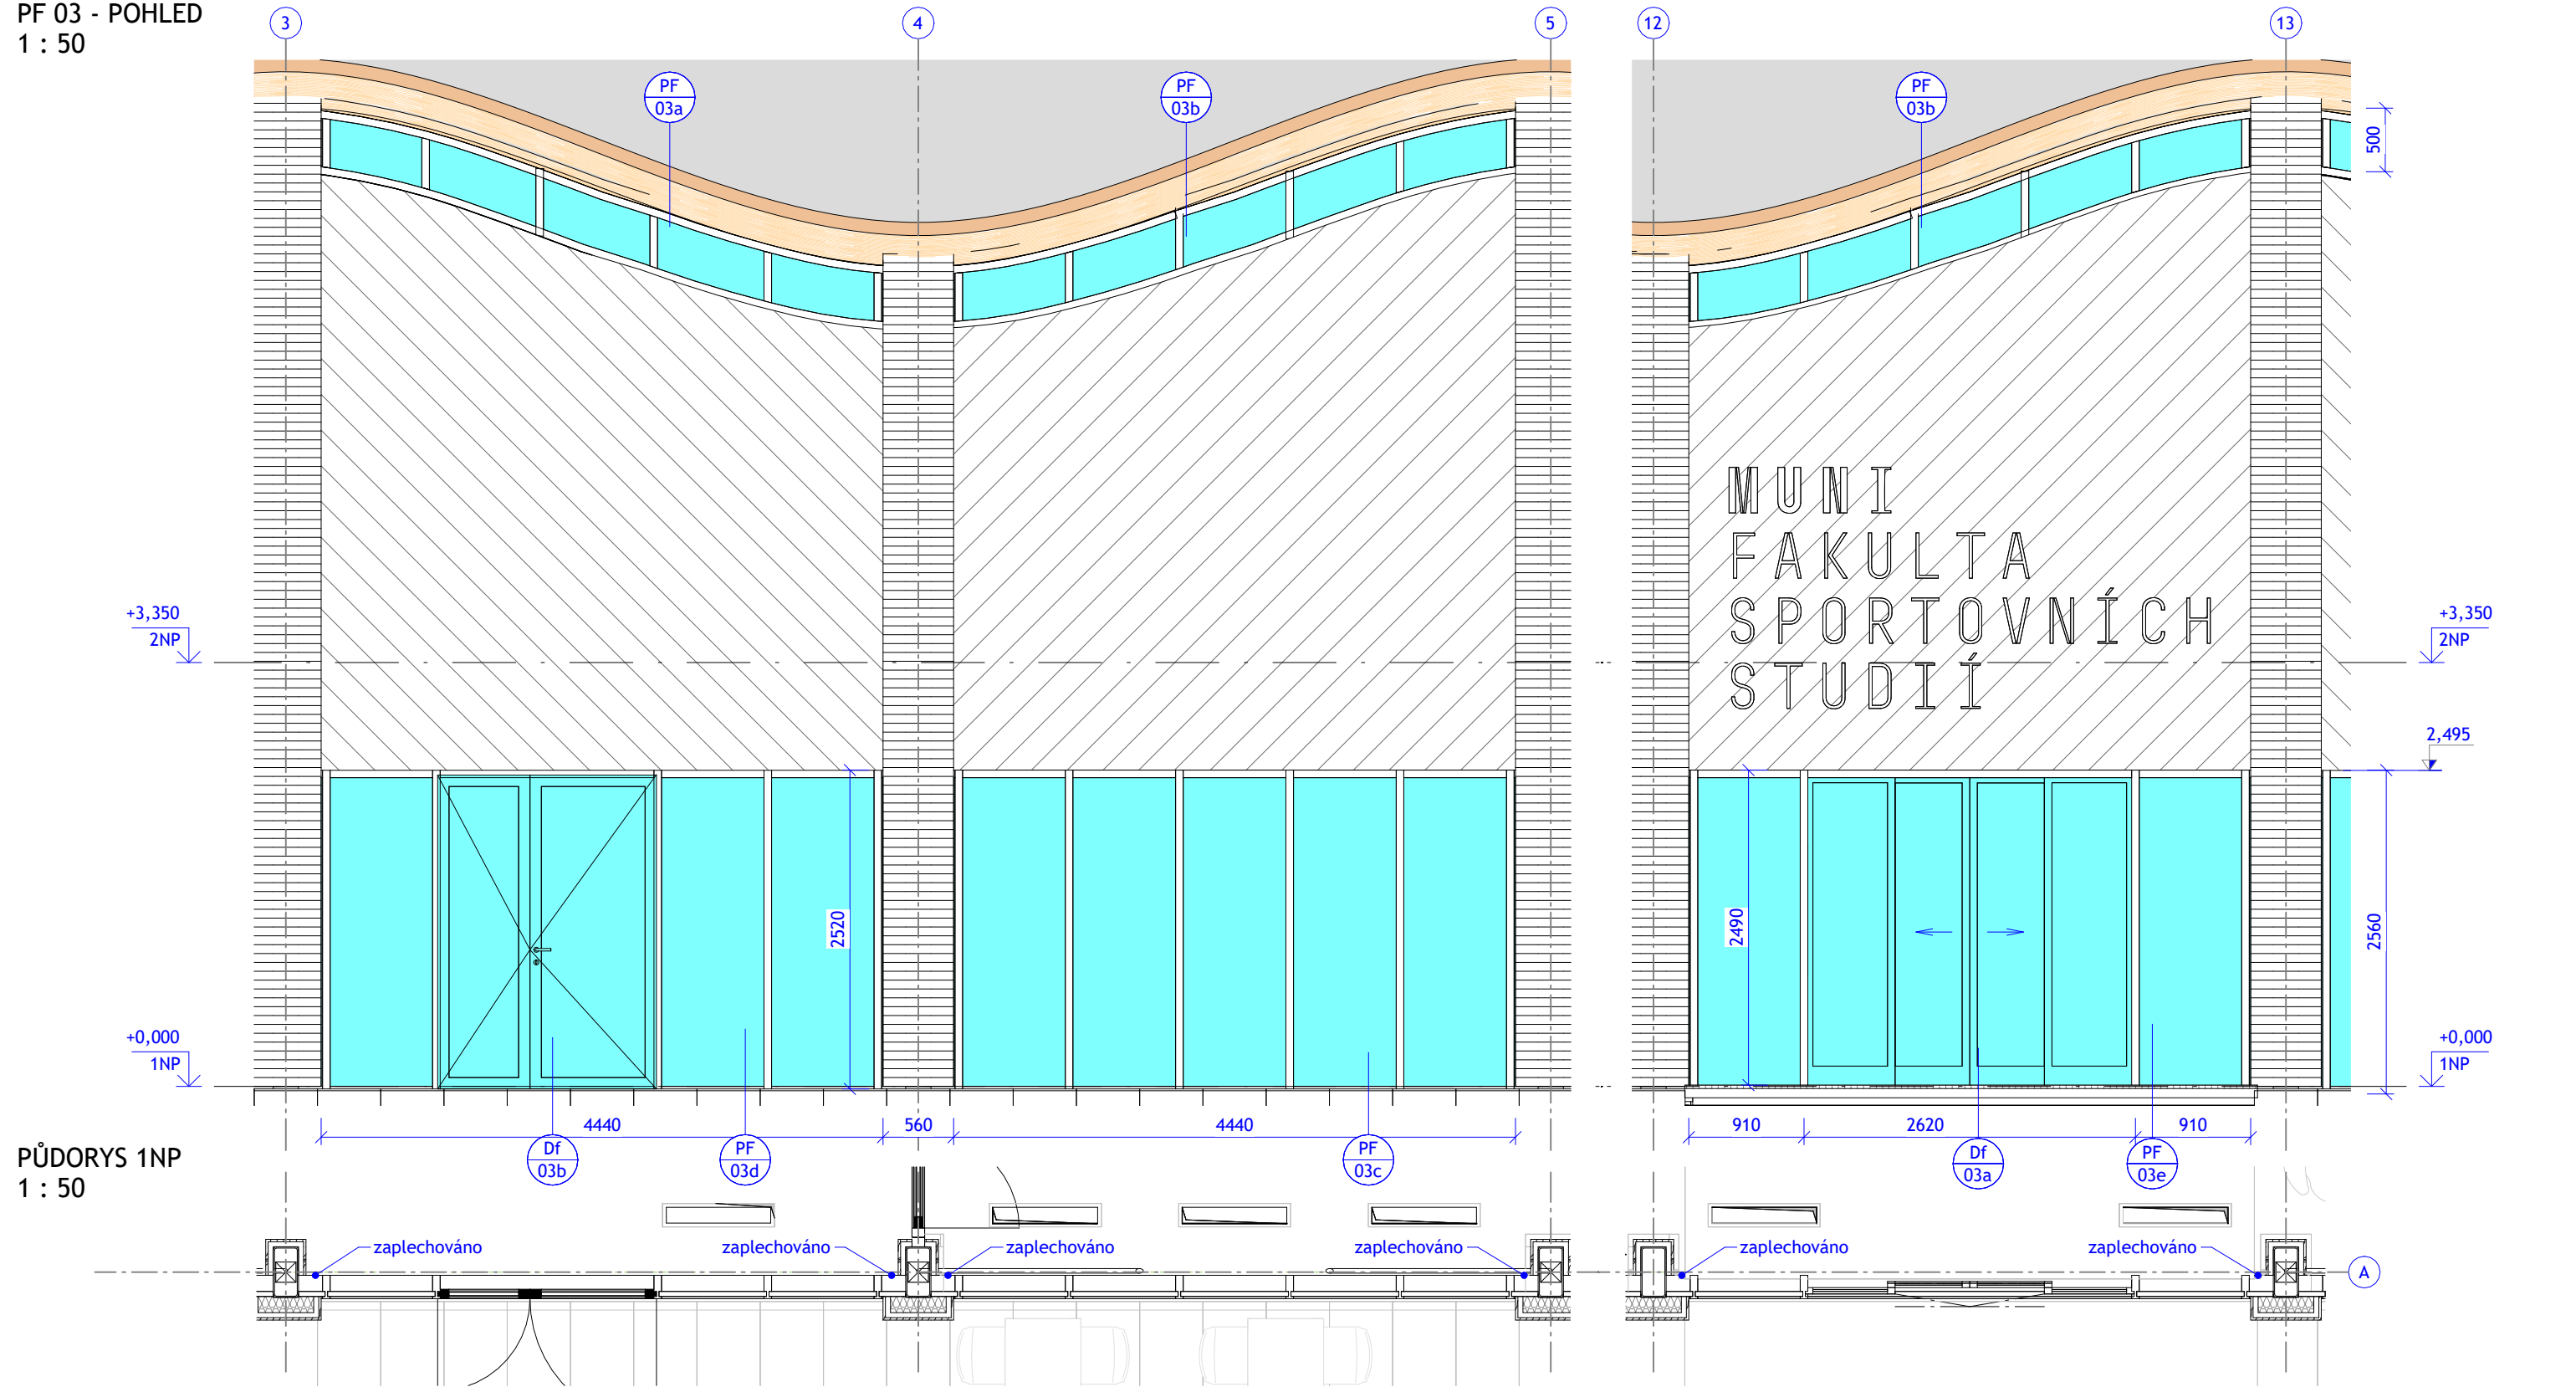 PF 03 - POHLED
1 : 50
3
4
5
12
13
PF
03a
PF
03b
PF
03b
500
MUNI
FAKULTA
SPORTOVNÍCH
STUDIÍ
+3,350
2NP
+3,350
2NP
2,495
2520
2490
2560
+0,000
1NP
+0,000
1NP
4440
560
4440
910
2620
910
Df
03b
PF
03d
PF
03c
Df
03a
PF
03e
PŮDORYS 1NP
1 : 50
zaplechováno
zaplechováno
zaplechováno
zaplechováno
zaplechováno
zaplechováno
A